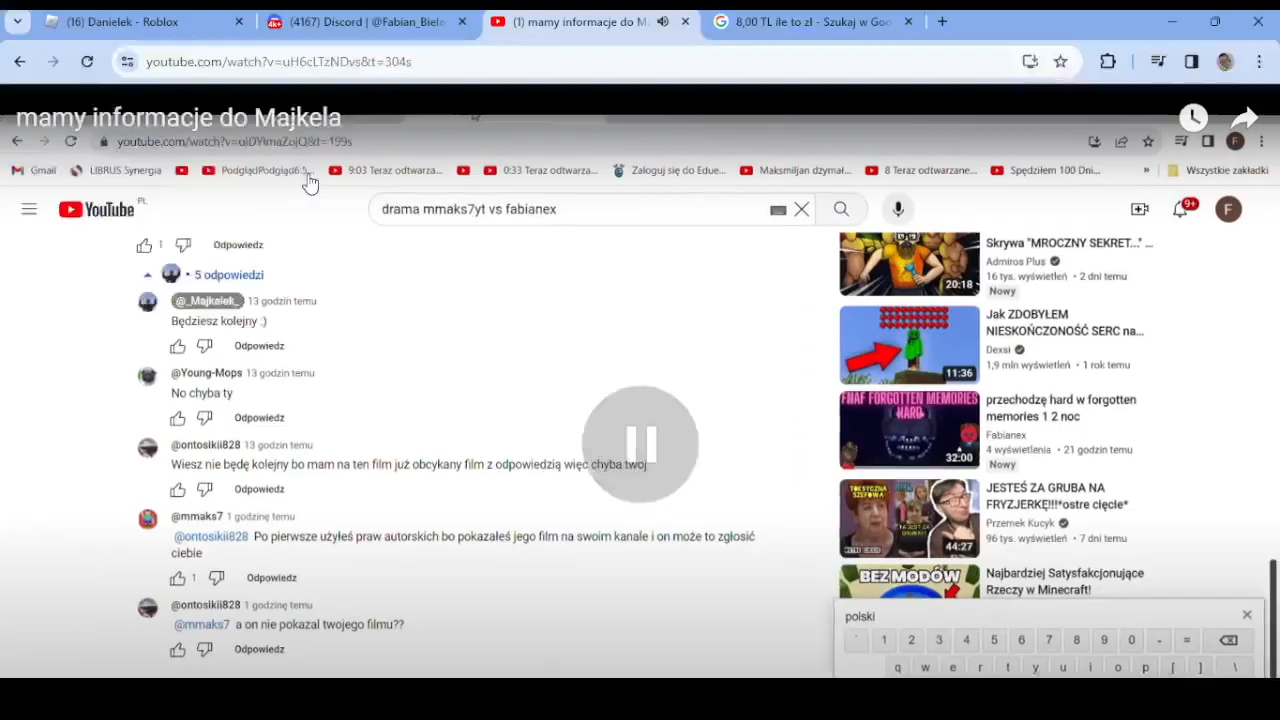 (16) Danielek - Roblox
(4167) Discord | @Fabian_Biele
(1) mamy informacje do M
8,00 TL ile to zł - Szukaj w Goo
youtube.com/watch?v=uH6cLTzNDvs&t=304s
mamy informacje do Majkela
Gmail
LIBRUS Synergia
PodglądPodgląd6:5...
9:03 Teraz odtwarza...
0:33 Teraz odtwarza...
Zaloguj się do Edue...
Maksmiljan dzymał...
8 Teraz odtwarzane...
Spędziłem 100 Dni...
»
Wszystkie zakładki
YouTube PL
drama mmaks7yt vs fabianex
9+
F
1
Odpowiedz
• 5 odpowiedzi
@_Majkelek_ 13 godzin temu
Będziesz kolejny :)
Odpowiedz
@Young-Mops 13 godzin temu
No chyba ty
Odpowiedz
@ontosikii828 13 godzin temu
Wiesz nie będę kolejny bo mam na ten film już obcykany film z odpowiedzią więc chyba twoj
Odpowiedz
@mmaks7 1 godzinę temu
@ontosikii828 Po pierwsze użyłeś praw autorskich bo pokazałeś jego film na swoim kanale i on może to zgłosić
ciebie
1
Odpowiedz
@ontosikii828 1 godzinę temu
@mmaks7 a on nie pokazal twojego filmu??
Odpowiedz
Skrywa "MROCZNY SEKRET..." ...
Admiros Plus
16 tys. wyświetleń • 2 dni temu
Nowy
20:18
Jak ZDOBYŁEM
NIESKOŃCZONOŚĆ SERC na...
Dexsi
1,9 mln wyświetleń • 1 rok temu
11:36
FNAF FORGOTTEN MEMORIES
HARD
32:00
przechodzę hard w forgotten
memories 1 2 noc
Fabianex
4 wyświetlenia • 21 godzin temu
Nowy
TOKSYCZNA
SZEFOWA
44:27
JESTEŚ ZA GRUBA NA
FRYZJERKĘ!!!*ostre cięcie*
Przemek Kucyk
96 tys. wyświetleń • 7 dni temu
BEZ MODÓW
Najbardziej Satysfakcjonujące
Rzeczy w Minecraft!
polski
` 1 2 3 4 5 6 7 8 9 0 - =
q w e r t y u i o p [ ] \